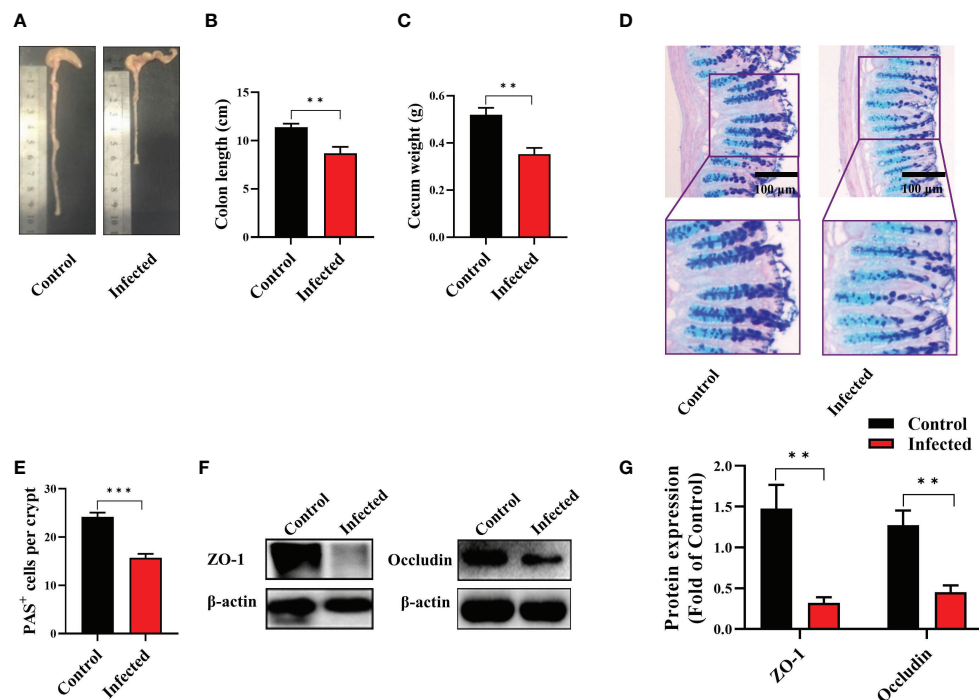 A
Control
Infected
B
Colon length (cm)
15
10
5
0
**
Control
Infected
C
Cecum weight (g)
0.6
0.4
0.2
0.0
**
Control
Infected
D
100 μm
100 μm
Control
Infected
E
PAS+ cells per crypt
30
20
10
0
***
Control
Infected
F
Control
Infected
ZO-1
β-actin
Control
Infected
Occludin
β-actin
G
Control
Infected
Protein expression
(Fold of Control)
2.0
1.5
1.0
0.5
0.0
**
**
ZO-1
Occludin